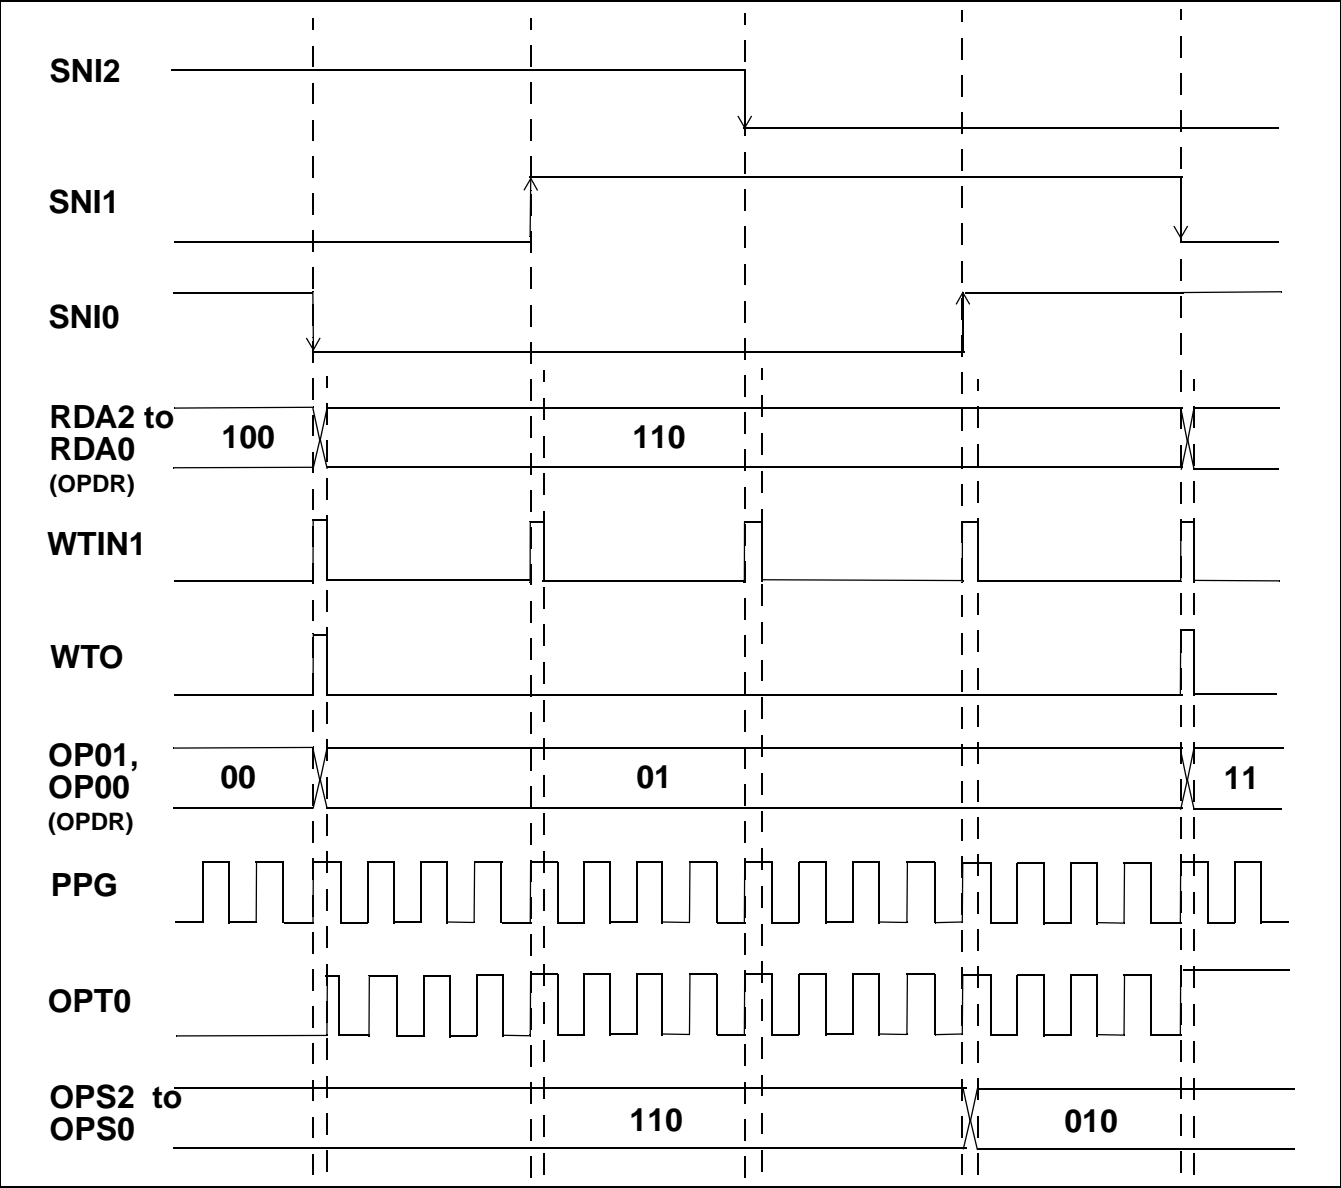 SNI2
SNI1
SNI0
RDA2 to
RDA0
(OPDR)
100
110
WTIN1
WTO
OP01,
OP00
(OPDR)
00
01
11
PPG
OPT0
OPS2 to
OPS0
110
010